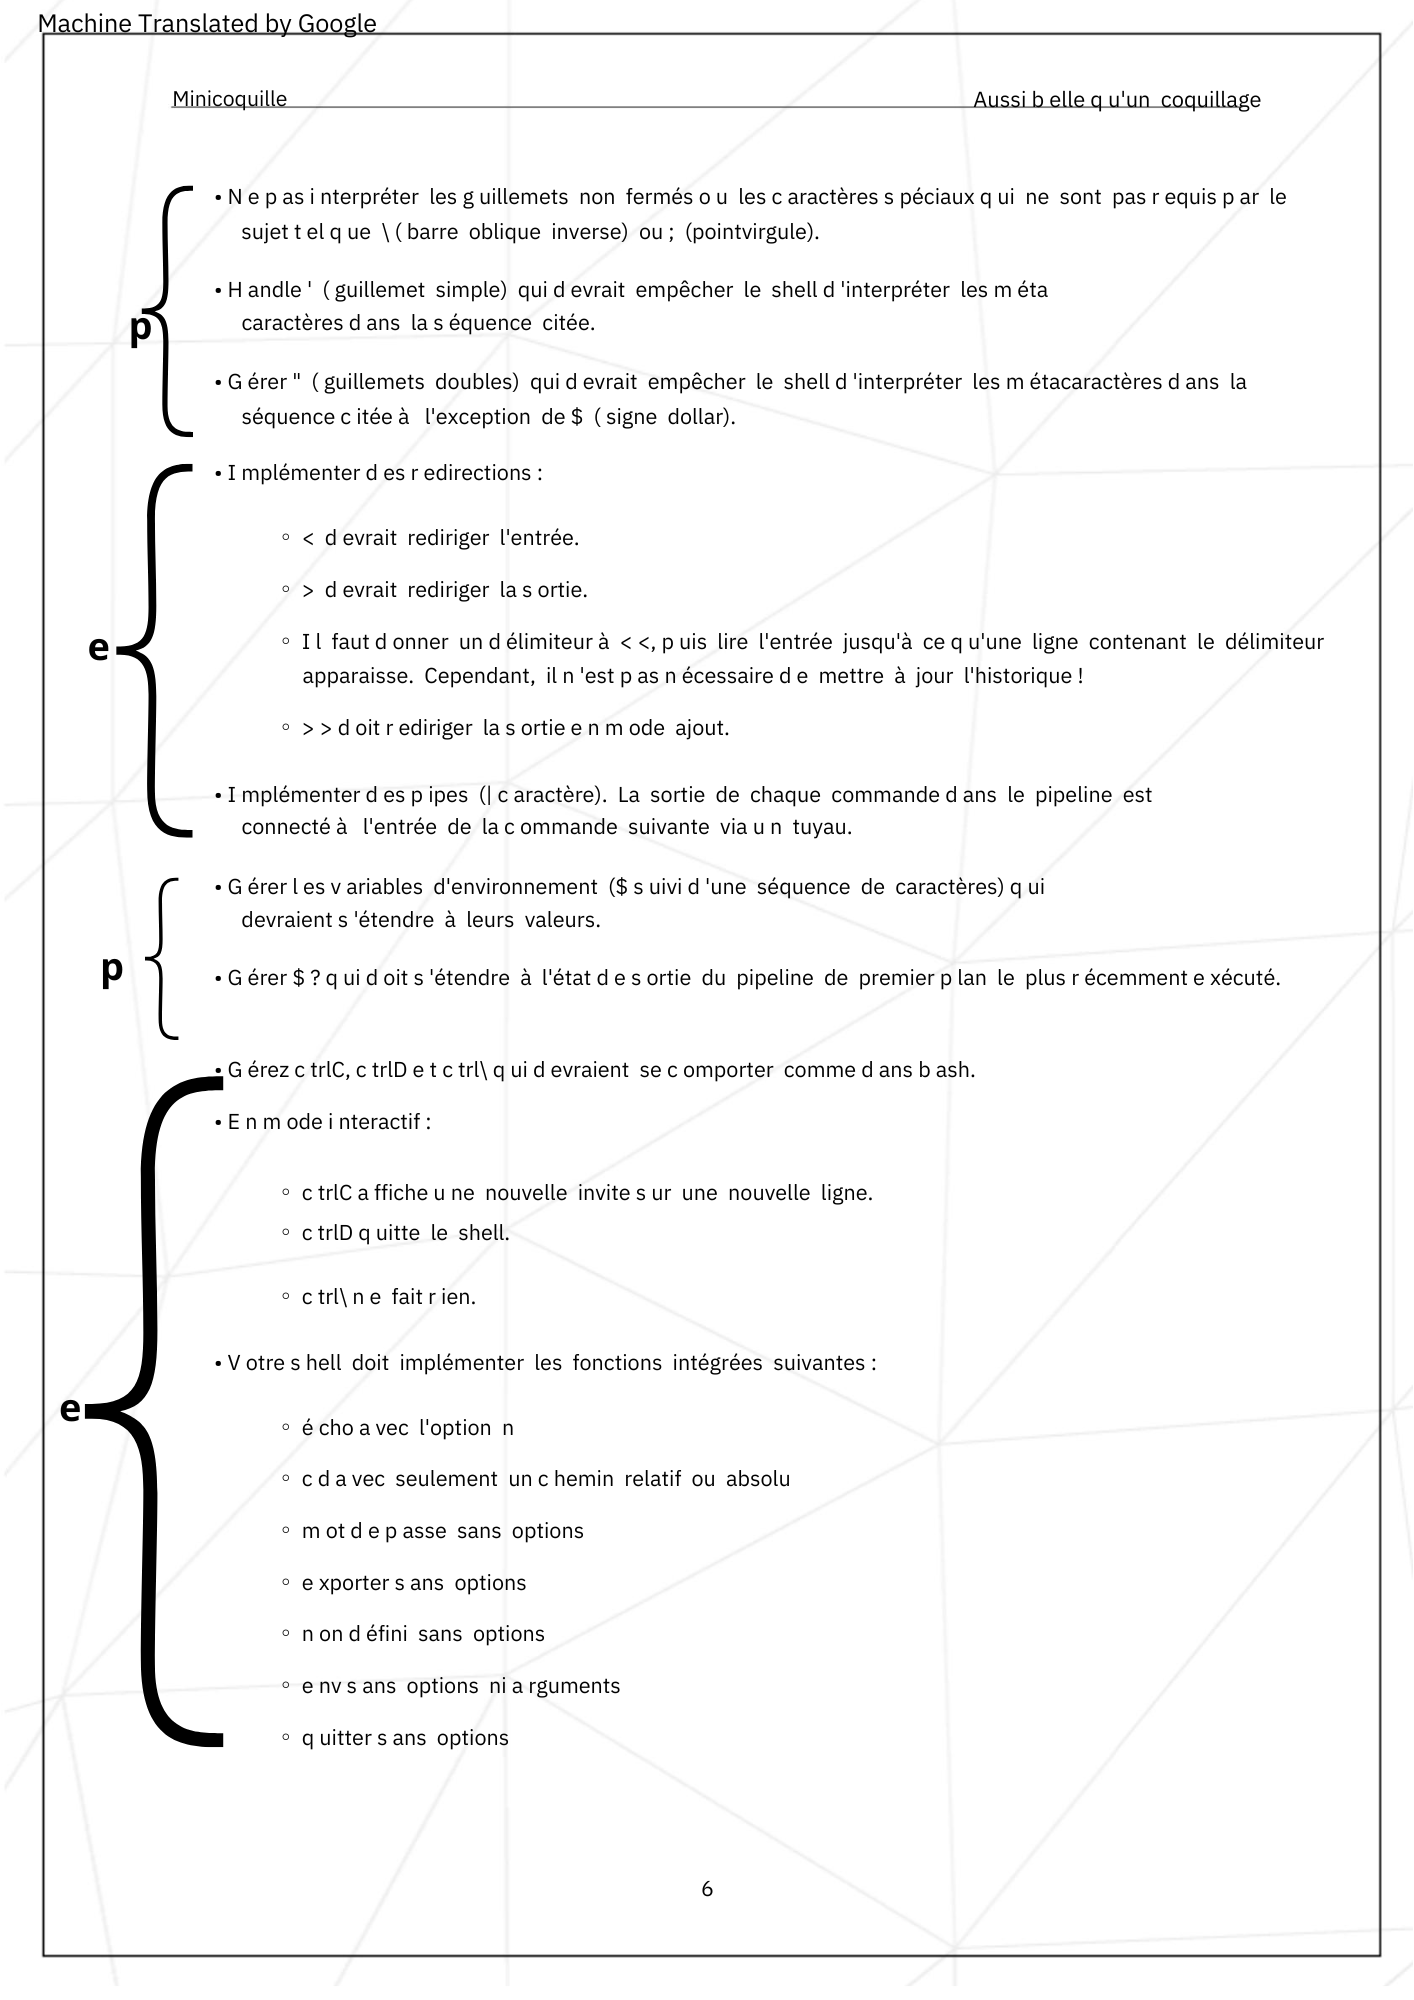 Machine Translated by Google
Minicoquille Aussi b elle q u'un coquillage
• N e p as i nterpréter les g uillemets non fermés o u les c aractères s péciaux q ui ne sont pas r equis p ar le
sujet t el q ue \ ( barre oblique inverse) ou ; (pointvirgule).
• H andle ' ( guillemet simple) qui d evrait empêcher le shell d 'interpréter les m éta
caractères d ans la s équence citée.
p
• G érer " ( guillemets doubles) qui d evrait empêcher le shell d 'interpréter les m étacaractères d ans la
séquence c itée à l'exception de $ ( signe dollar).
• I mplémenter d es r edirections :
◦ < d evrait rediriger l'entrée.
◦ > d evrait rediriger la s ortie.
◦ I l faut d onner un d élimiteur à < <, p uis lire l'entrée jusqu'à ce q u'une ligne contenant le délimiteur
e
apparaisse. Cependant, il n 'est p as n écessaire d e mettre à jour l'historique !
◦ > > d oit r ediriger la s ortie e n m ode ajout.
• I mplémenter d es p ipes (| c aractère). La sortie de chaque commande d ans le pipeline est
connecté à l'entrée de la c ommande suivante via u n tuyau.
• G érer l es v ariables d'environnement ($ s uivi d 'une séquence de caractères) q ui
devraient s 'étendre à leurs valeurs.
p
• G érer $ ? q ui d oit s 'étendre à l'état d e s ortie du pipeline de premier p lan le plus r écemment e xécuté.
• G érez c trlC, c trlD e t c trl\ q ui d evraient se c omporter comme d ans b ash.
• E n m ode i nteractif :
◦ c trlC a ffiche u ne nouvelle invite s ur une nouvelle ligne.
◦ c trlD q uitte le shell.
◦ c trl\ n e fait r ien.
• V otre s hell doit implémenter les fonctions intégrées suivantes :
e
◦ é cho a vec l'option n
◦ c d a vec seulement un c hemin relatif ou absolu
◦ m ot d e p asse sans options
◦ e xporter s ans options
◦ n on d éfini sans options
◦ e nv s ans options ni a rguments
◦ q uitter s ans options
6